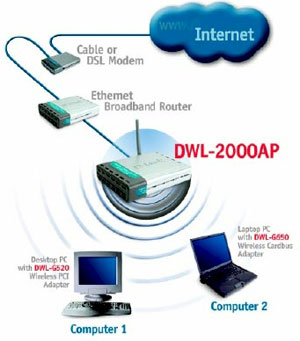 Internet
Cable or
DSL Modem
Ethernet
Broadband Router
DWL-2000AP
Desktop PC
with DWL-G520
Wireless PCI
Adapter
Laptop PC
with DWL-G650
Wireless Cardbus
Adapter
Computer 1
Computer 2